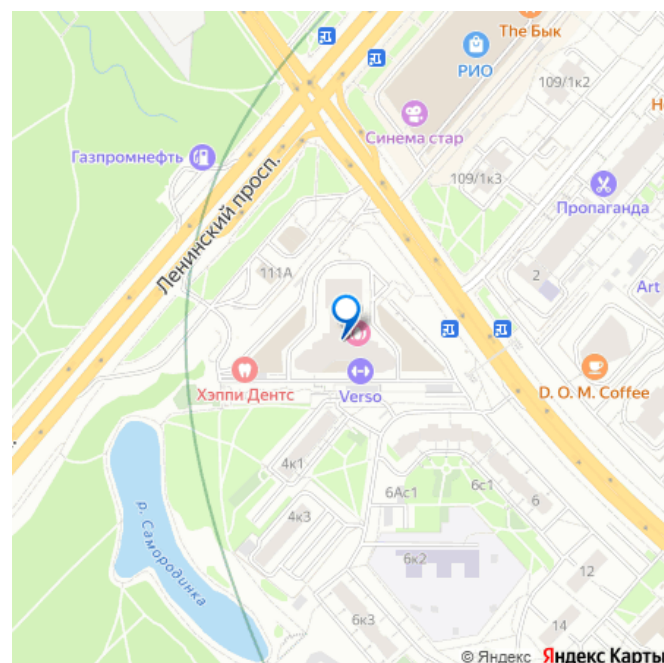 The Бык
РИО
109/1к2
Синема стар
Газпромнефть
109/1к3
Пропаганда
Ленинский просп.
111А
2
Art
Хэппи Дентс
Verso
D. O. M. Coffee
4к1
6Ас1
6с1
6
4к3
р. Самородинка
6к2
12
6к3
14
© Яндекс Яндекс Карты